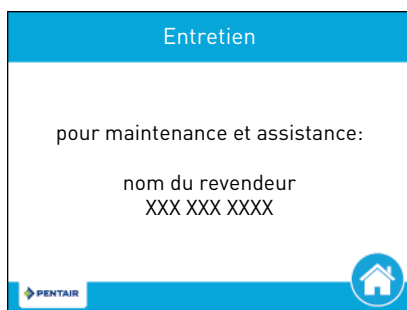 Entretien
pour maintenance et assistance:
nom du revendeur
XXX XXX XXXX
PENTAIR